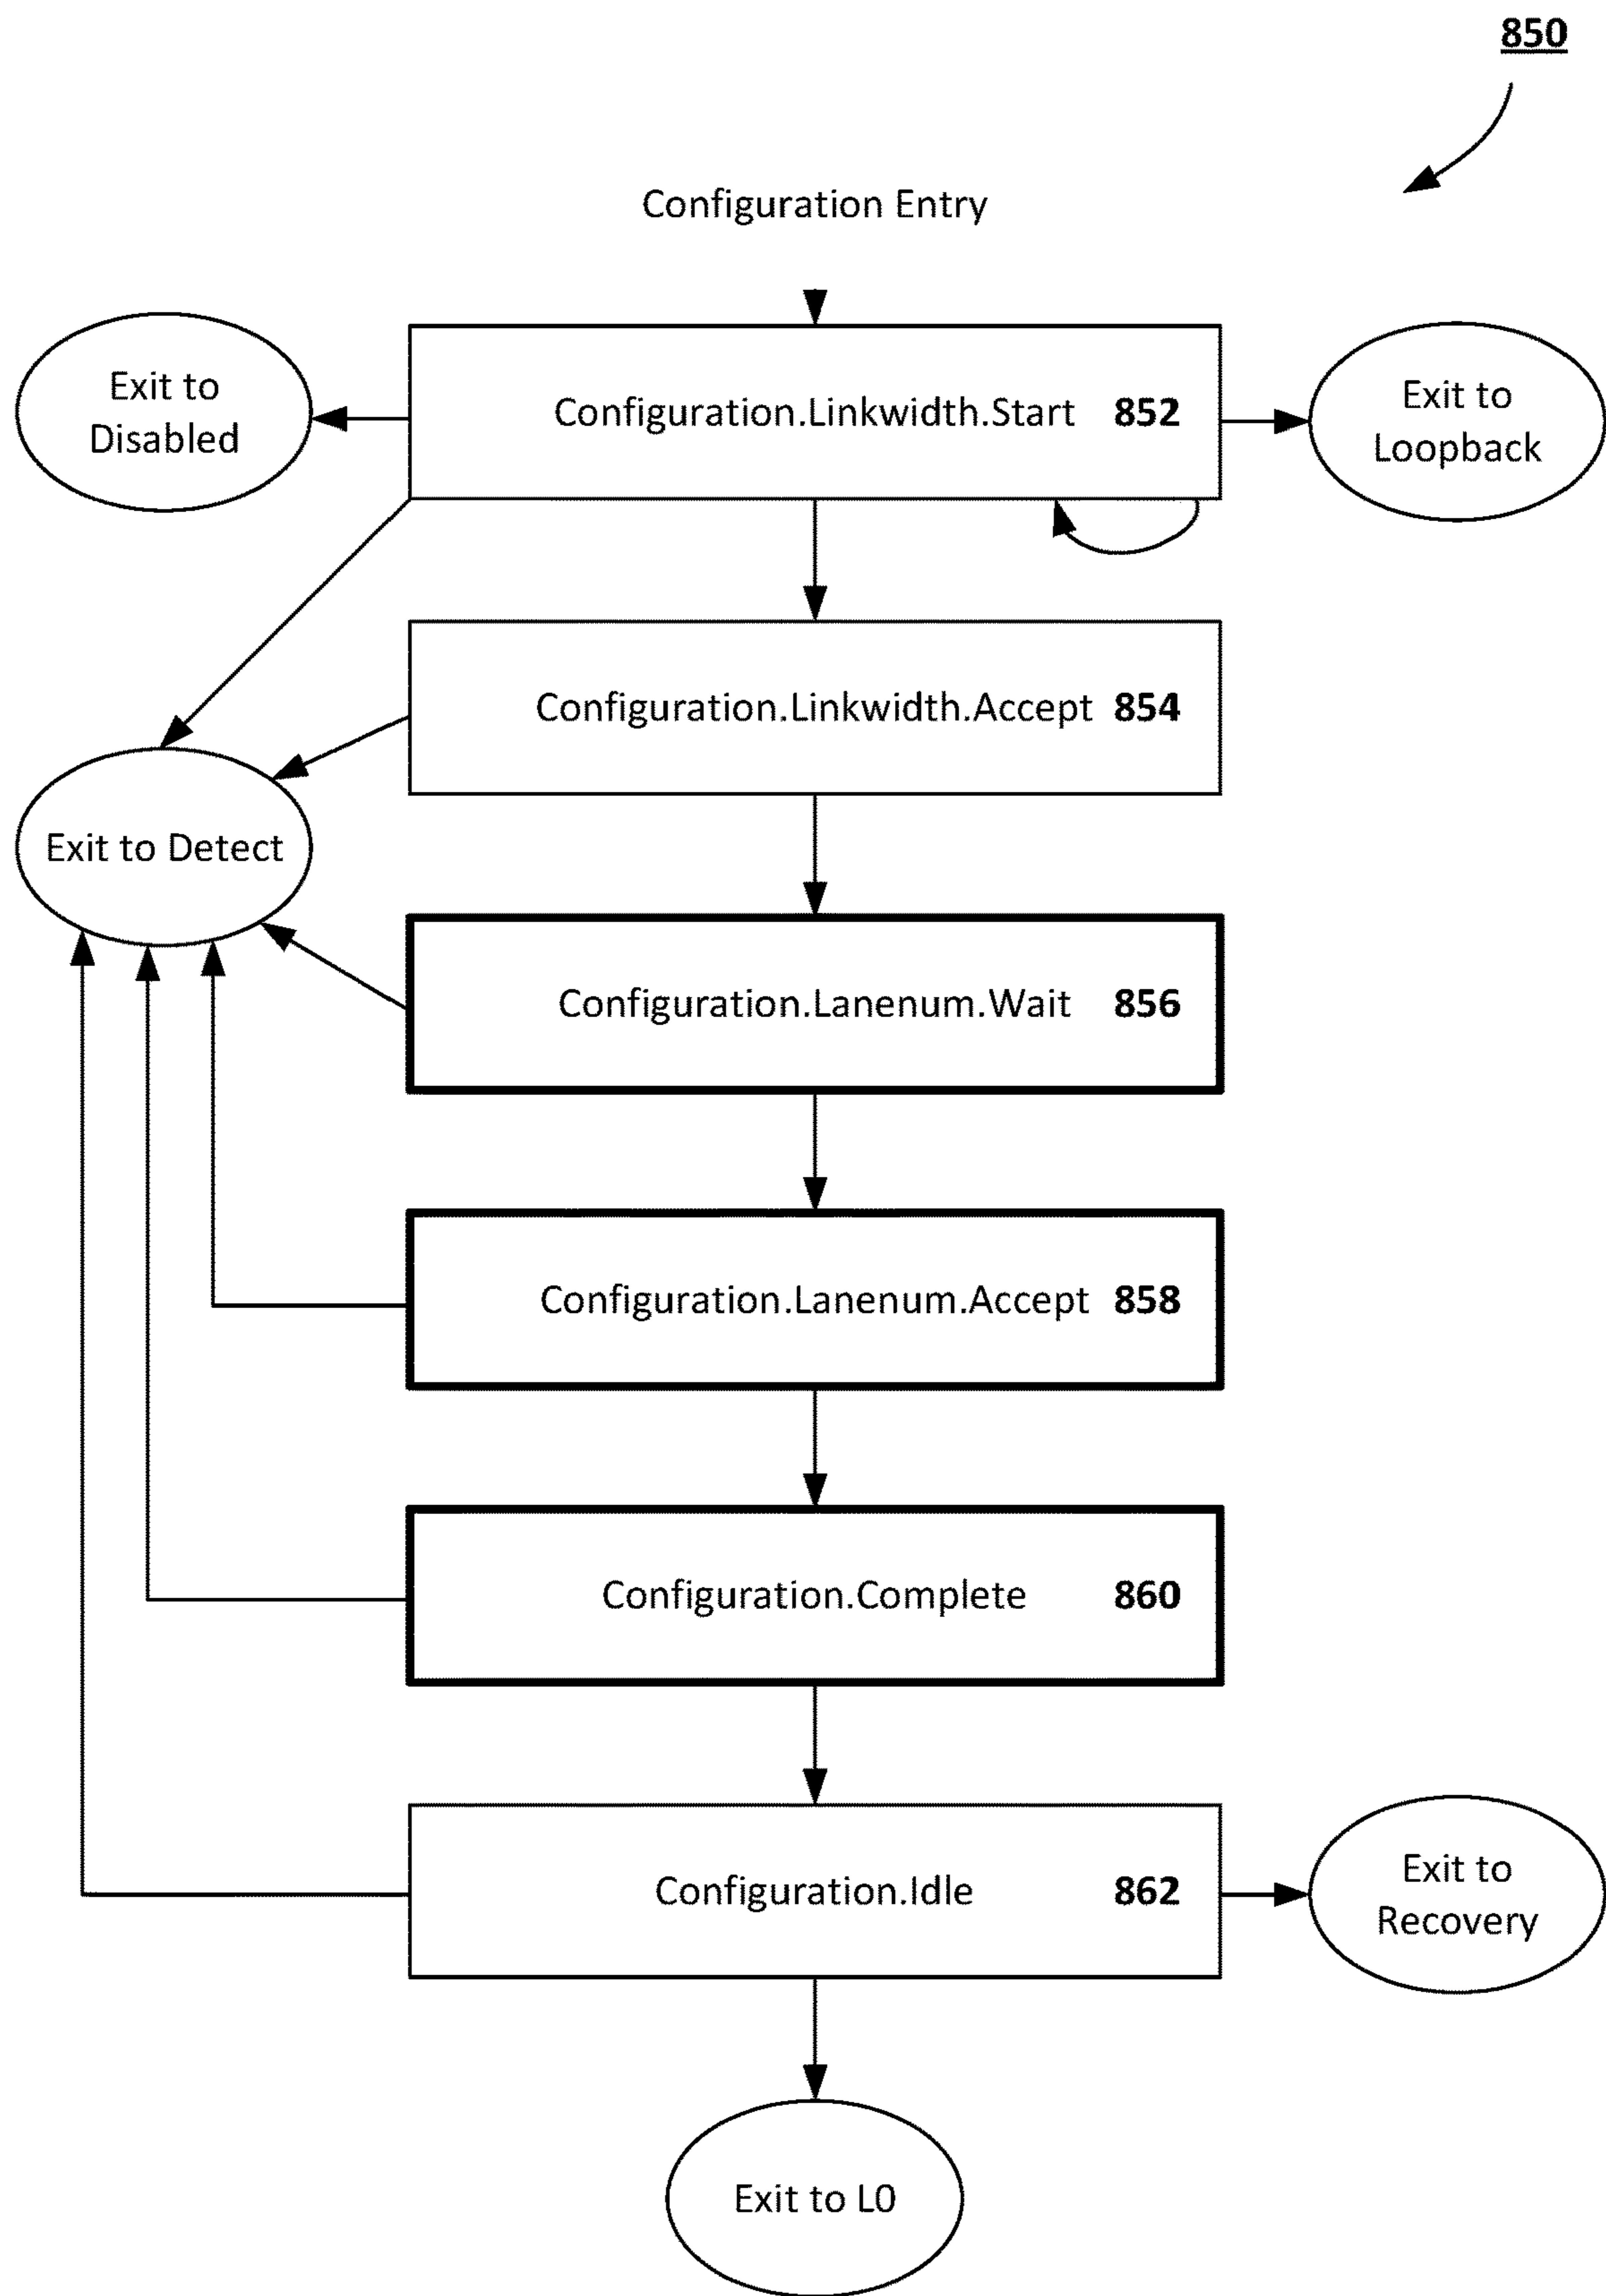 850
Configuration Entry
Exit to
Disabled
Configuration.Linkwidth.Start 852
Exit to
Loopback
Configuration.Linkwidth.Accept 854
Exit to Detect
Configuration.Lanenum.Wait 856
Configuration.Lanenum.Accept 858
Configuration.Complete 860
Configuration.Idle 862
Exit to
Recovery
Exit to L0